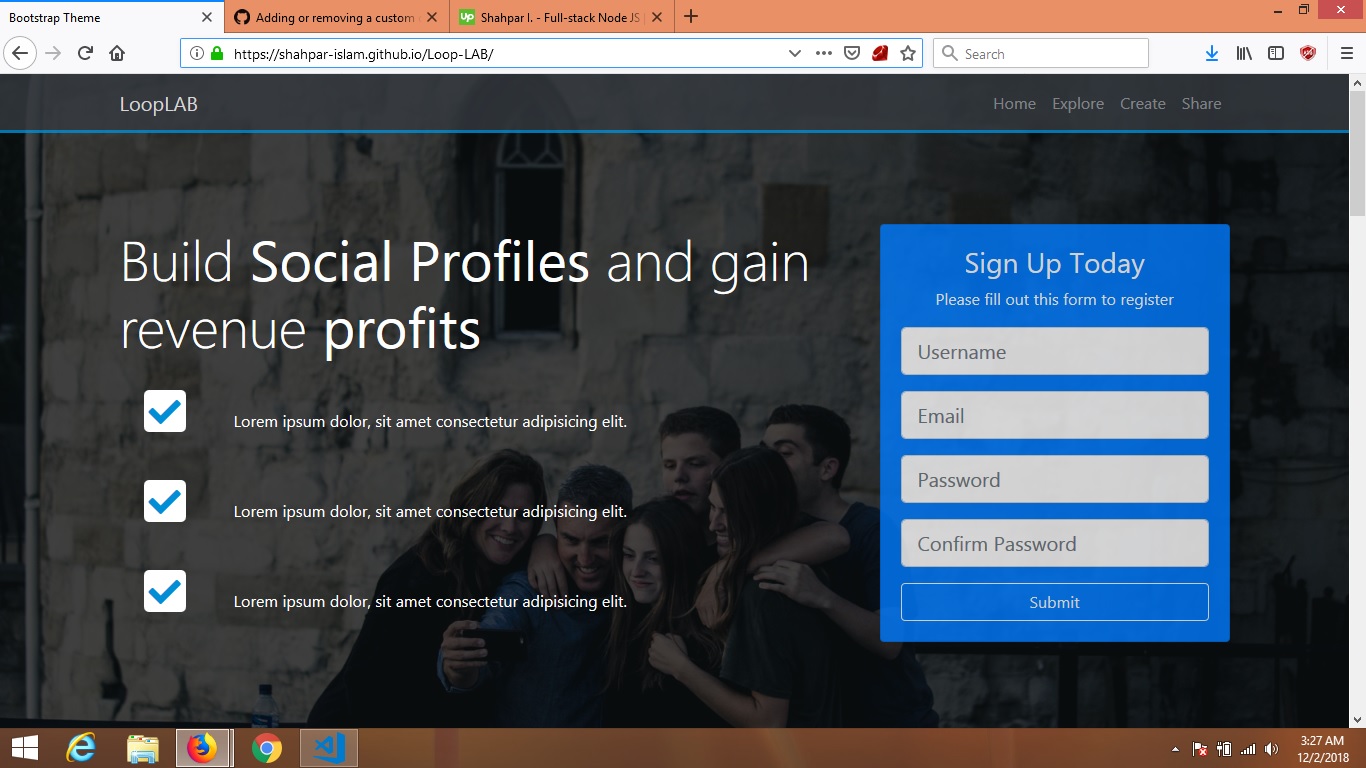 Bootstrap Theme
Adding or removing a custom
Shahpar I. - Full-stack Node JS
https://shahpar-islam.github.io/Loop-LAB/
Search
LoopLAB
Home Explore Create Share
Build Social Profiles and gain
revenue profits
Lorem ipsum dolor, sit amet consectetur adipisicing elit.
Lorem ipsum dolor, sit amet consectetur adipisicing elit.
Lorem ipsum dolor, sit amet consectetur adipisicing elit.
Sign Up Today
Please fill out this form to register
Username
Email
Password
Confirm Password
Submit
3:27 AM
12/2/2018